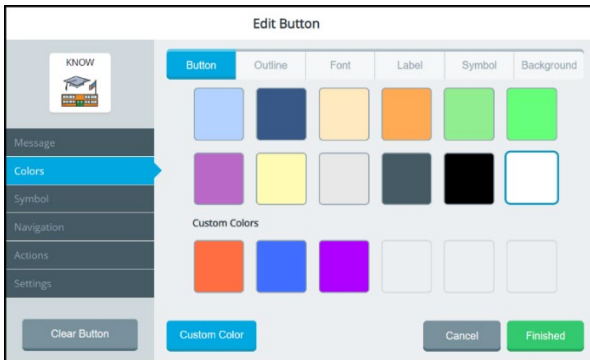 Edit Button
KNOW
Message
Colors
Symbol
Navigation
Actions
Settings
Clear Button
Button Outline Font Label Symbol Background
Custom Colors
Custom Color Cancel Finished